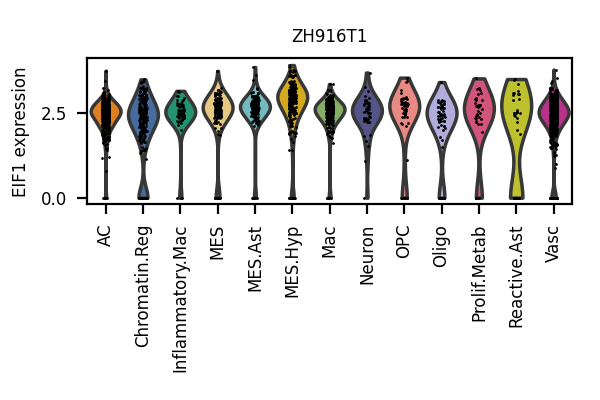 ZH916T1
EIF1 expression
2.5
0.0
AC
Chromatin.Reg
Inflammatory.Mac
MES
MES.Ast
MES.Hyp
Mac
Neuron
OPC
Oligo
Prolif.Metab
Reactive.Ast
Vasc